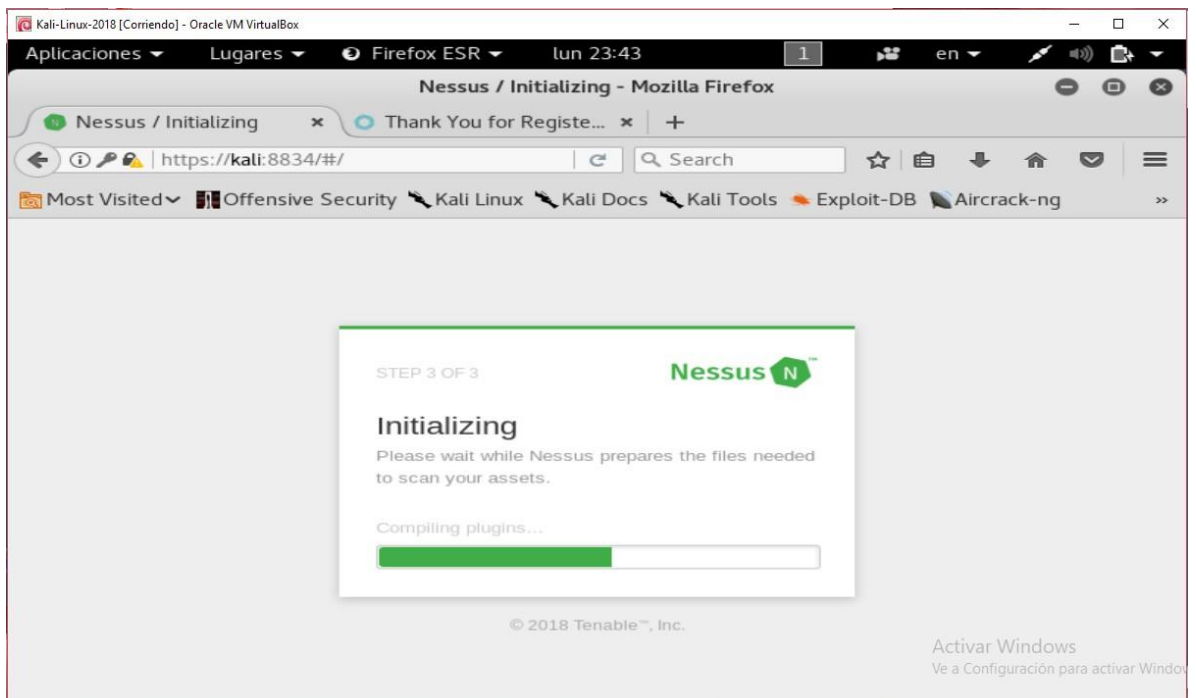 Kali-Linux-2018 [Corriendo] - Oracle VM VirtualBox
Aplicaciones Lugares Firefox ESR lun 23:43 1 en
Nessus / Initializing - Mozilla Firefox
Nessus / Initializing Thank You for Registe...
https://kali:8834/#/ Search
Most Visited Offensive Security Kali Linux Kali Docs Kali Tools Exploit-DB Aircrack-ng »
STEP 3 OF 3
Nessus N ™
Initializing
Please wait while Nessus prepares the files needed
to scan your assets.
Compiling plugins...
© 2018 Tenable™, Inc.
Activar Windows
Ve a Configuración para activar Window